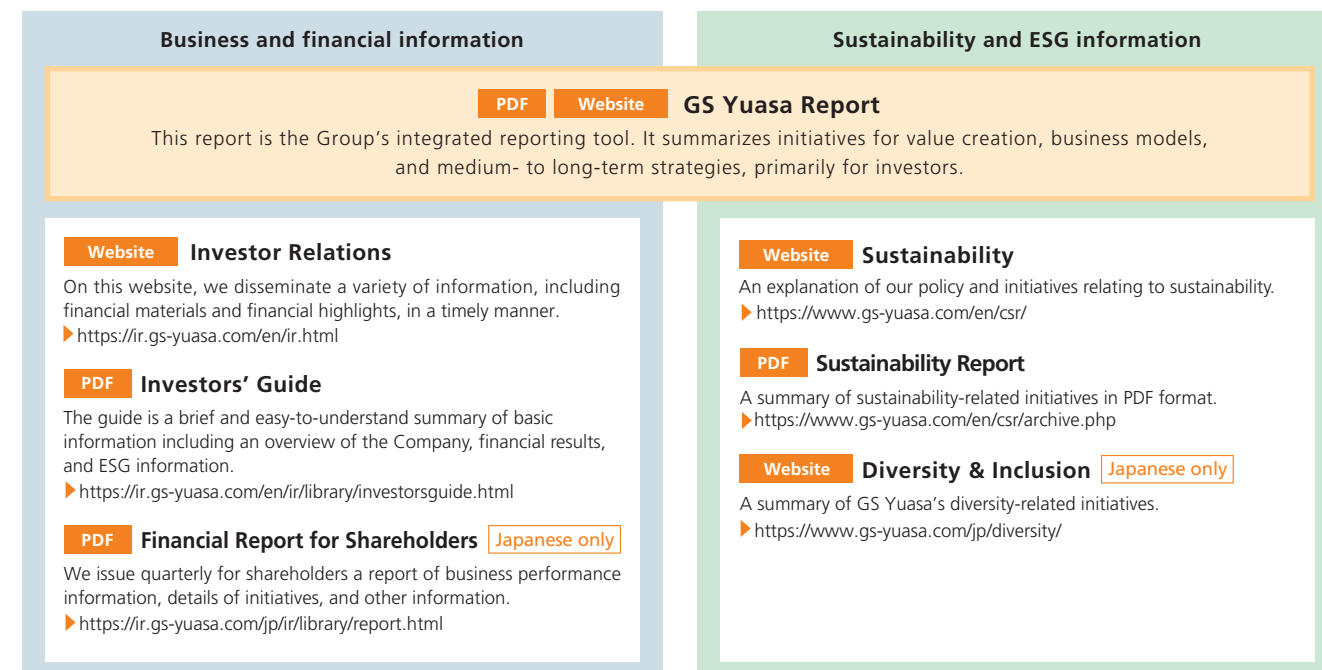 Business and financial information
Sustainability and ESG information
PDF Website GS Yuasa Report
This report is the Group's integrated reporting tool. It summarizes initiatives for value creation, business models,
and medium- to long-term strategies, primarily for investors.
Website Investor Relations
On this website, we disseminate a variety of information, including
financial materials and financial highlights, in a timely manner.
https://ir.gs-yuasa.com/en/ir.html
PDF Investors' Guide
The guide is a brief and easy-to-understand summary of basic
information including an overview of the Company, financial results,
and ESG information.
https://ir.gs-yuasa.com/en/ir/library/investorsguide.html
PDF Financial Report for Shareholders Japanese only
We issue quarterly for shareholders a report of business performance
information, details of initiatives, and other information.
https://ir.gs-yuasa.com/jp/ir/library/report.html
Website Sustainability
An explanation of our policy and initiatives relating to sustainability.
https://www.gs-yuasa.com/en/csr/
PDF Sustainability Report
A summary of sustainability-related initiatives in PDF format.
https://www.gs-yuasa.com/en/csr/archive.php
Website Diversity & Inclusion Japanese only
A summary of GS Yuasa's diversity-related initiatives.
https://www.gs-yuasa.com/jp/diversity/